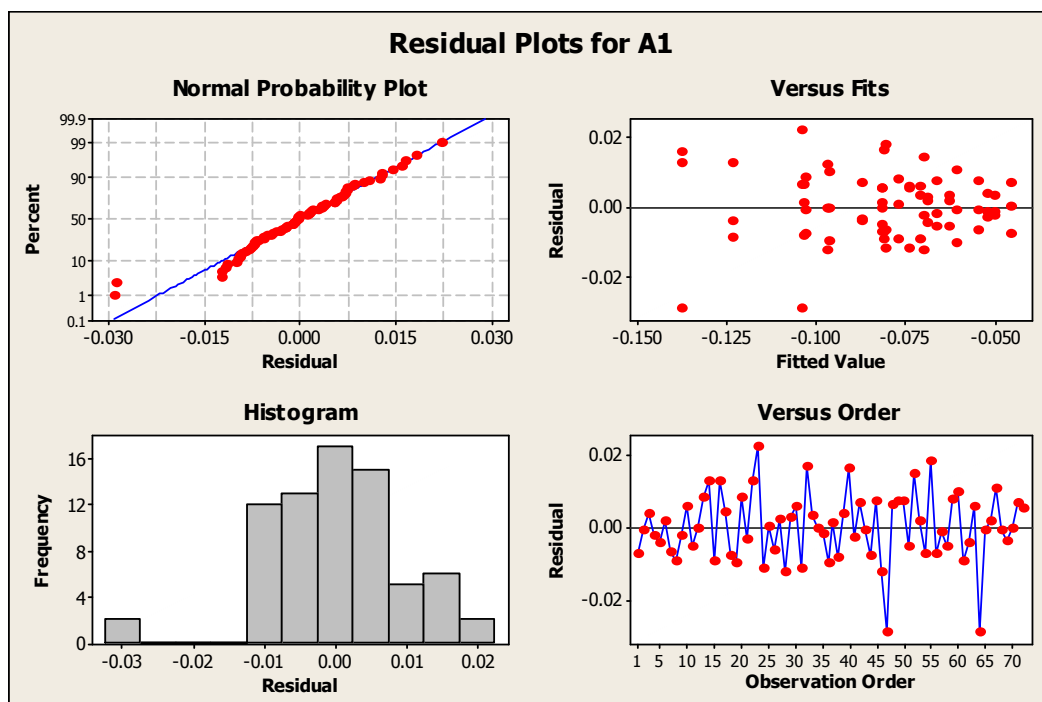 Residual Plots for A1
Normal Probability Plot
Percent
99.9
99
90
50
10
1
0.1
-0.030 -0.015 0.000 0.015 0.030
Residual
Versus Fits
Residual
0.02
0.00
-0.02
-0.150 -0.125 -0.100 -0.075 -0.050
Fitted Value
Histogram
Frequency
16
12
8
4
0
-0.03 -0.02 -0.01 0.00 0.01 0.02
Residual
Versus Order
Residual
0.02
0.00
-0.02
1 5 10 15 20 25 30 35 40 45 50 55 60 65 70
Observation Order